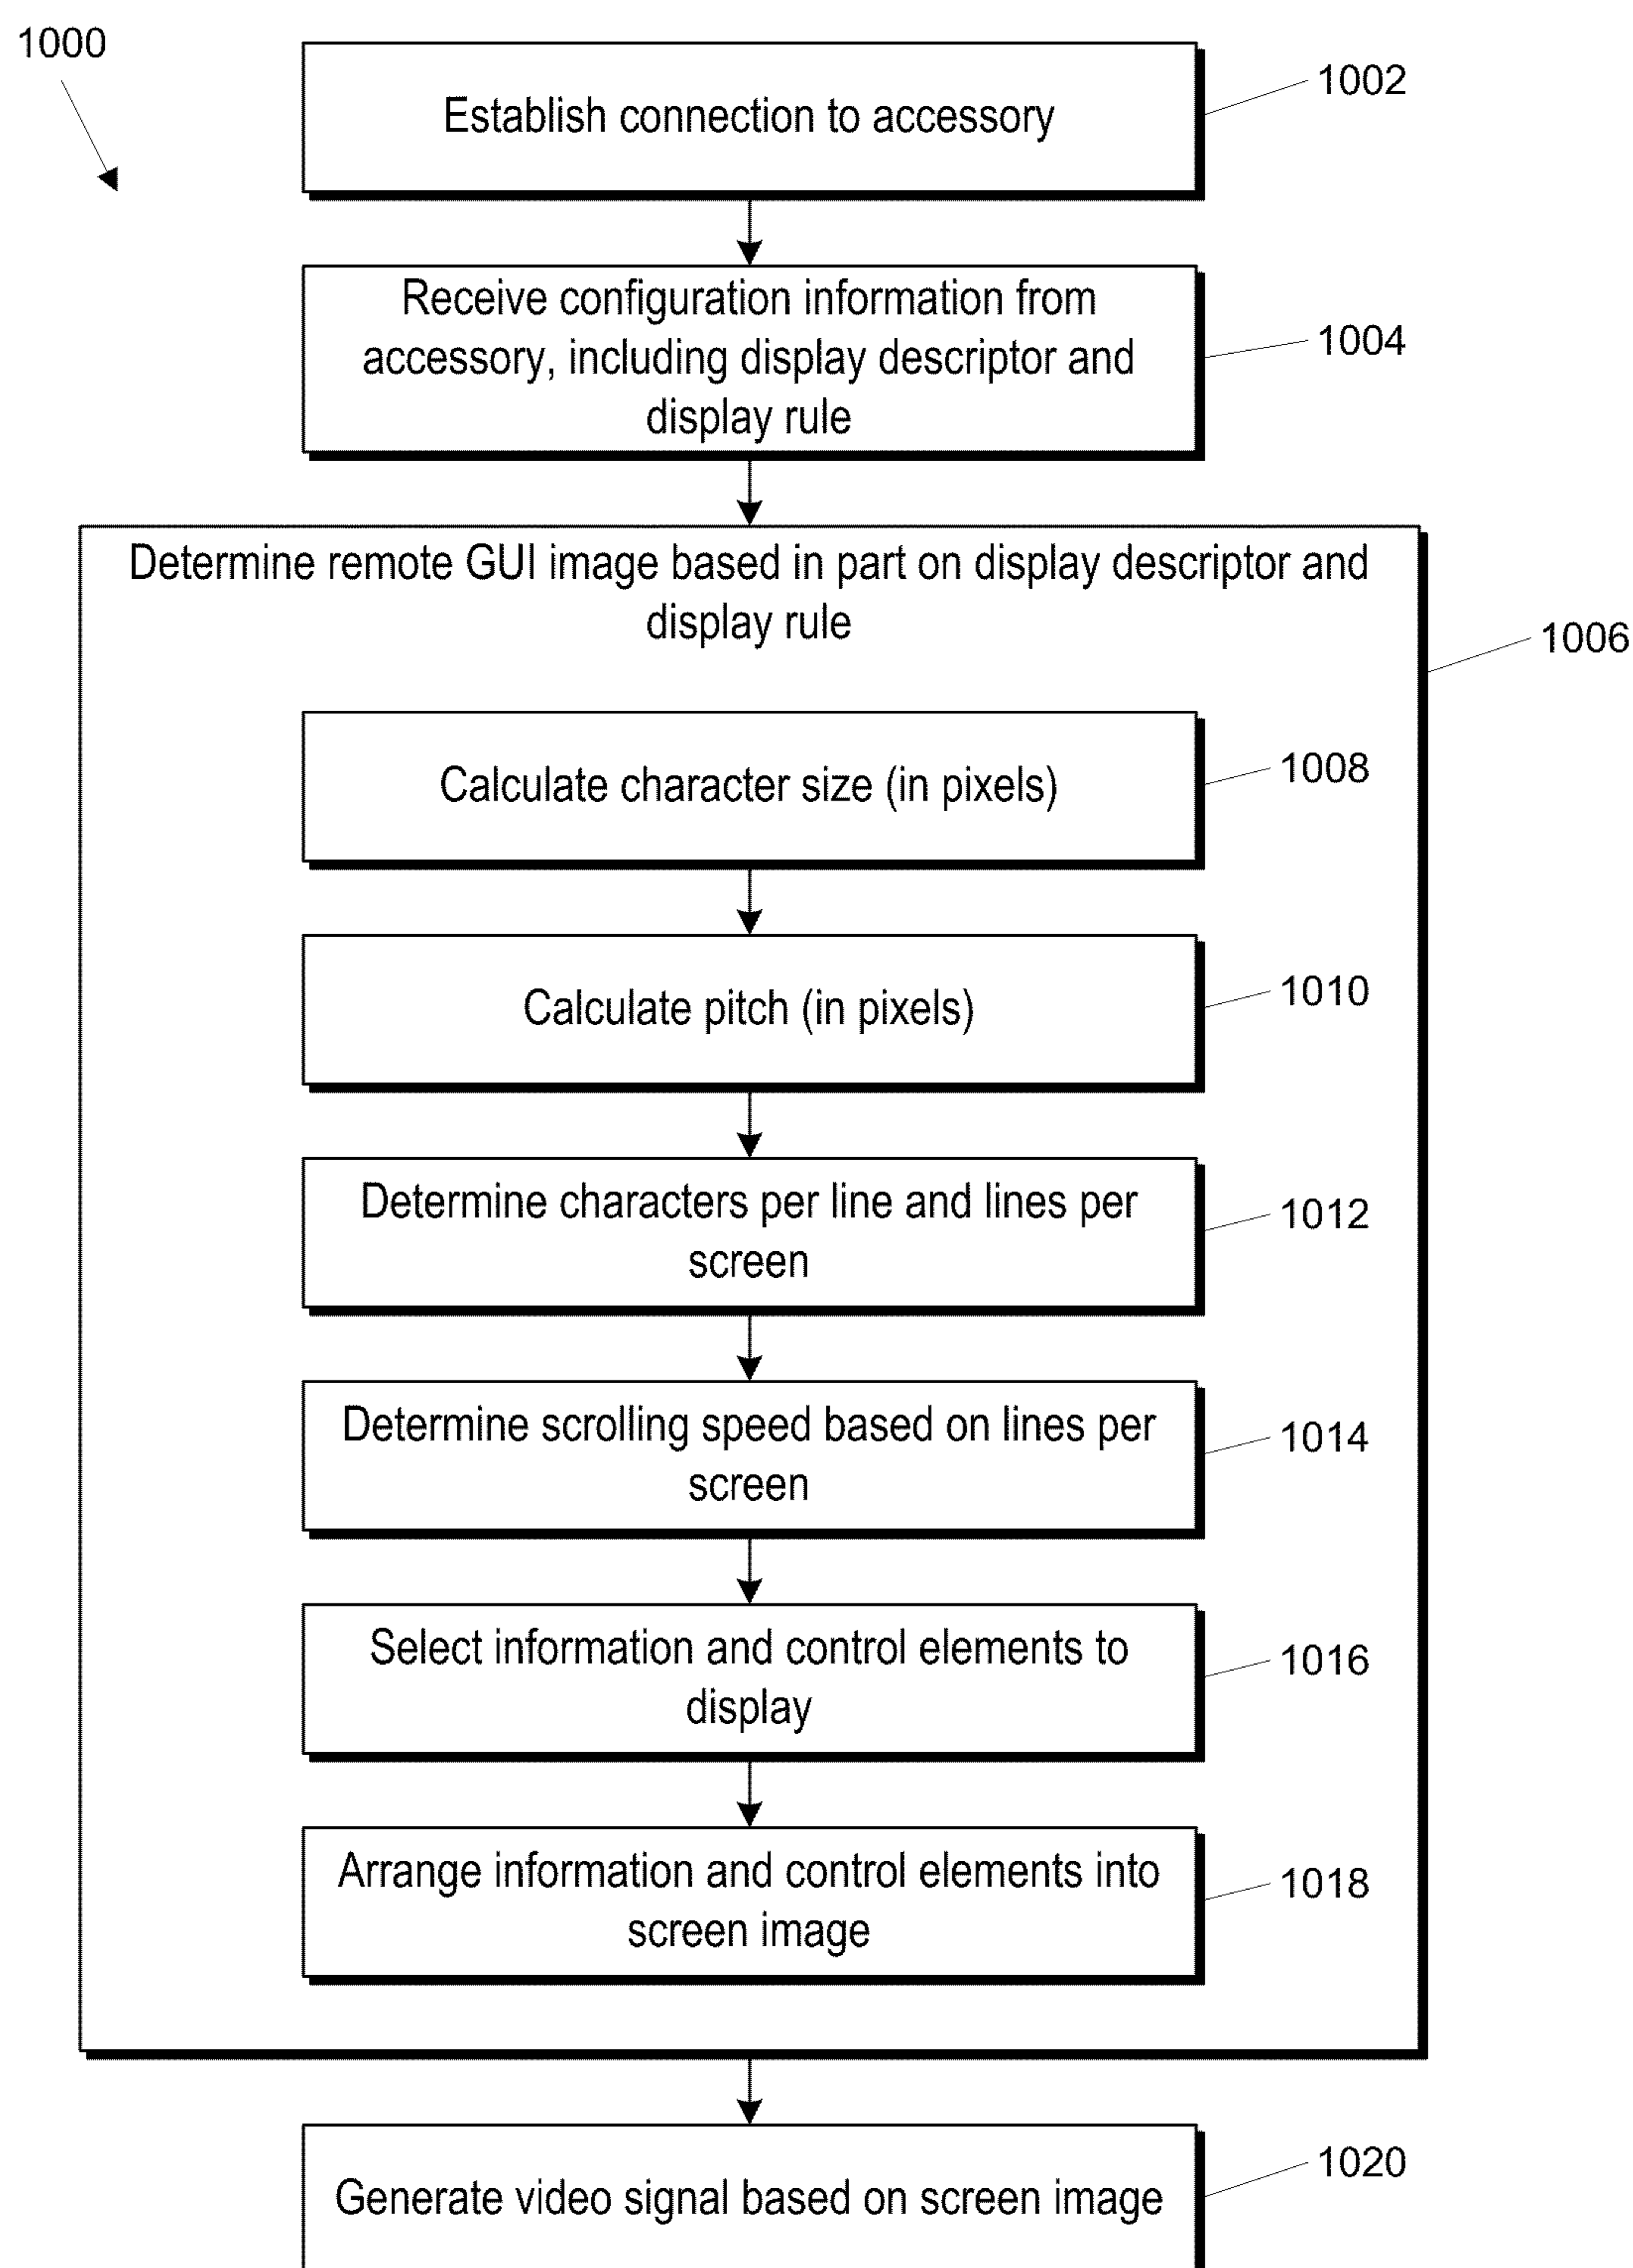 1000
Establish connection to accessory
1002
Receive configuration information from
accessory, including display descriptor and
display rule
1004
Determine remote GUI image based in part on display descriptor and
display rule
1006
Calculate character size (in pixels)
1008
Calculate pitch (in pixels)
1010
Determine characters per line and lines per
screen
1012
Determine scrolling speed based on lines per
screen
1014
Select information and control elements to
display
1016
Arrange information and control elements into
screen image
1018
Generate video signal based on screen image
1020